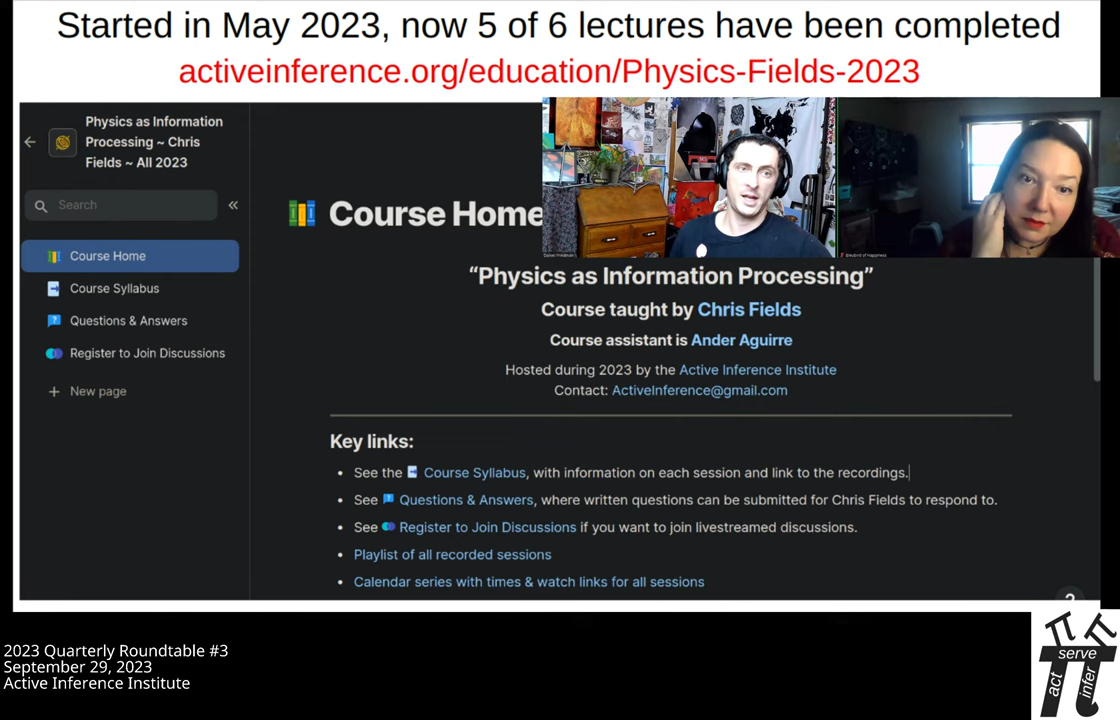 Started in May 2023, now 5 of 6 lectures have been completed
activeinference.org/education/Physics-Fields-2023
Physics as Information
Processing ~ Chris
Fields ~ All 2023
Search
«
Course Home
Course Syllabus
Questions & Answers
Register to Join Discussions
+ New page
Course Home
“Physics as Information Processing”
Course taught by Chris Fields
Course assistant is Ander Aguirre
Hosted during 2023 by the Active Inference Institute
Contact: ActiveInference@gmail.com
Key links:
• See the Course Syllabus, with information on each session and link to the recordings.
• See Questions & Answers, where written questions can be submitted for Chris Fields to respond to.
• See Register to Join Discussions if you want to join livestreamed discussions.
• Playlist of all recorded sessions
• Calendar series with times & watch links for all sessions
Daniel Friedman
Bluebird of Happiness
2023 Quarterly Roundtable #3
September 29, 2023
Active Inference Institute
π π
serve
act
infer